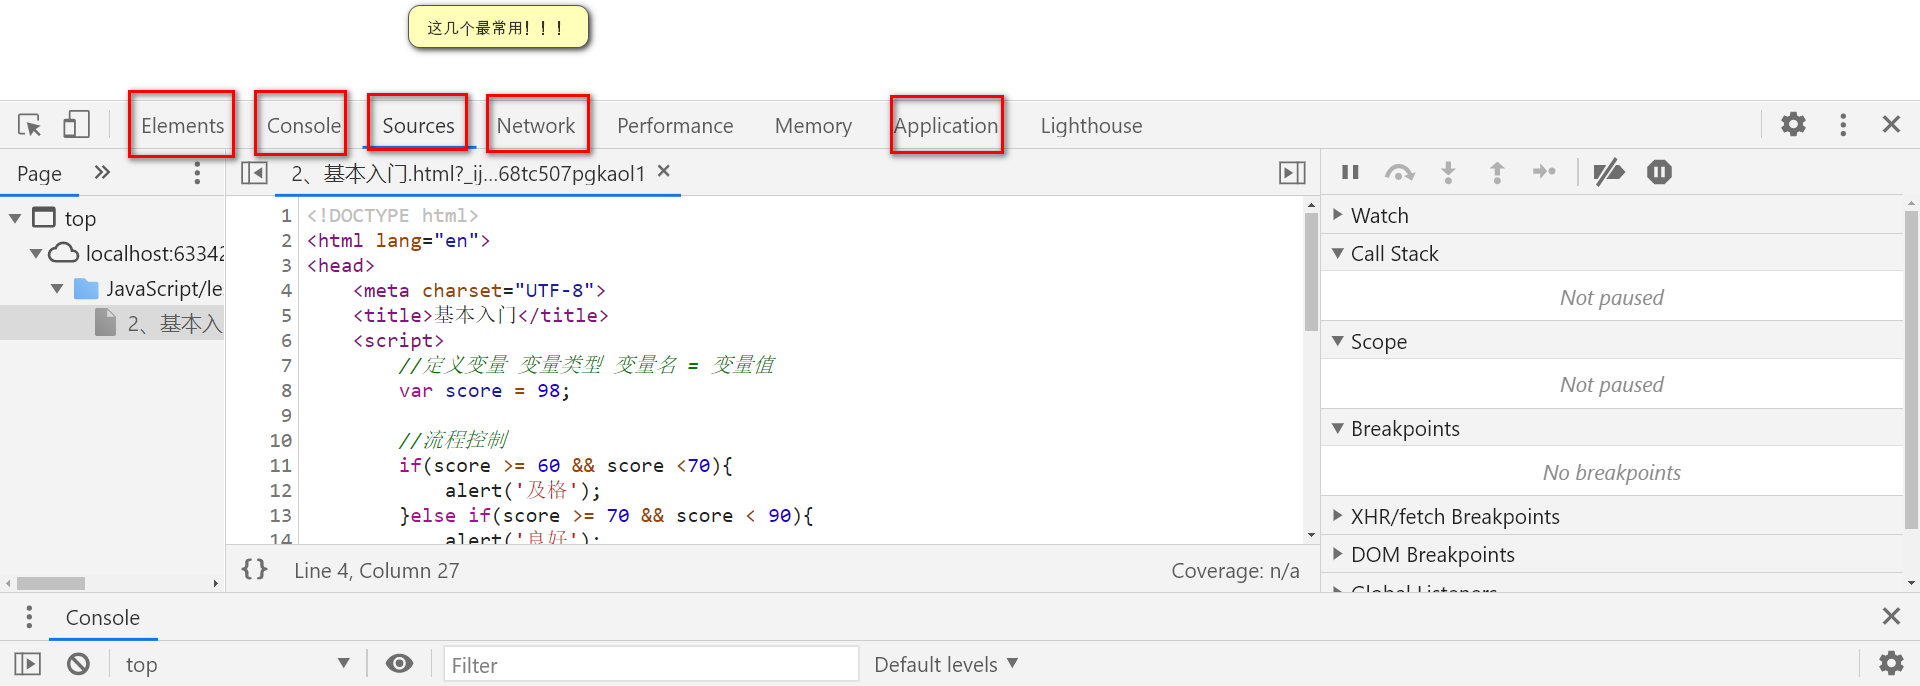 这几个最常用！！！
Elements Console Sources Network Performance Memory Application Lighthouse
Page
2、基本入门.html?_ij...68tc507pgkaol1
top
localhost:63342
JavaScript/le
2、基本入
1 <!DOCTYPE html>
2 <html lang="en">
3 <head>
4 <meta charset="UTF-8">
5 <title>基本入门</title>
6 <script>
7 //定义变量 变量类型 变量名 = 变量值
8 var score = 98;
9
10 //流程控制
11 if(score >= 60 && score <70){
12 alert('及格');
13 }else if(score >= 70 && score < 90){
14 alert('良好');
{} Line 4, Column 27 Coverage: n/a
Watch
Call Stack
Not paused
Scope
Not paused
Breakpoints
No breakpoints
XHR/fetch Breakpoints
DOM Breakpoints
Global Listeners
Console
top Filter Default levels